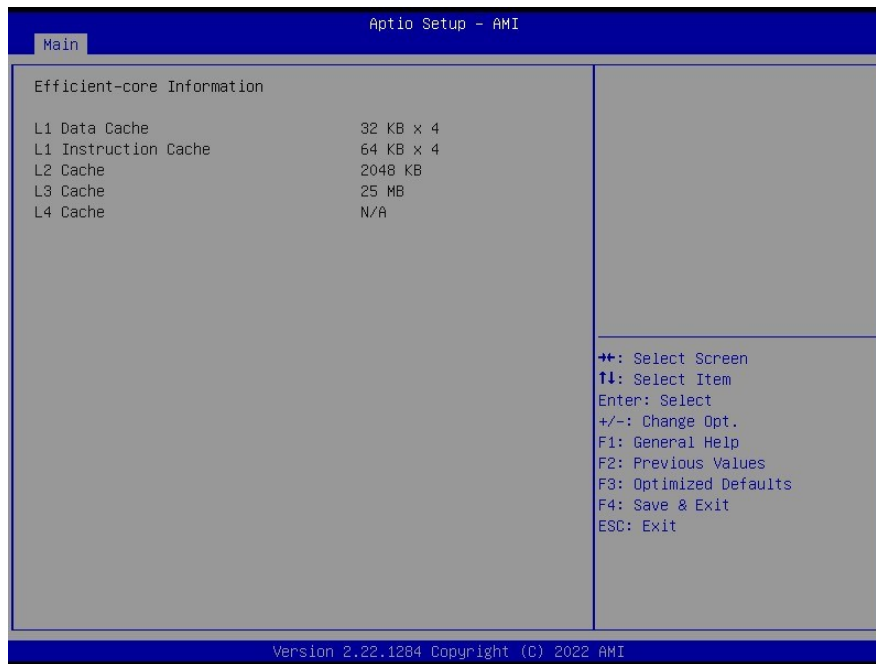 Aptio Setup - AMI
Main
Efficient-core Information
L1 Data Cache 32 KB x 4
L1 Instruction Cache 64 KB x 4
L2 Cache 2048 KB
L3 Cache 25 MB
L4 Cache N/A
→←: Select Screen
↑↓: Select Item
Enter: Select
+/-: Change Opt.
F1: General Help
F2: Previous Values
F3: Optimized Defaults
F4: Save & Exit
ESC: Exit
Version 2.22.1284 Copyright (C) 2022 AMI